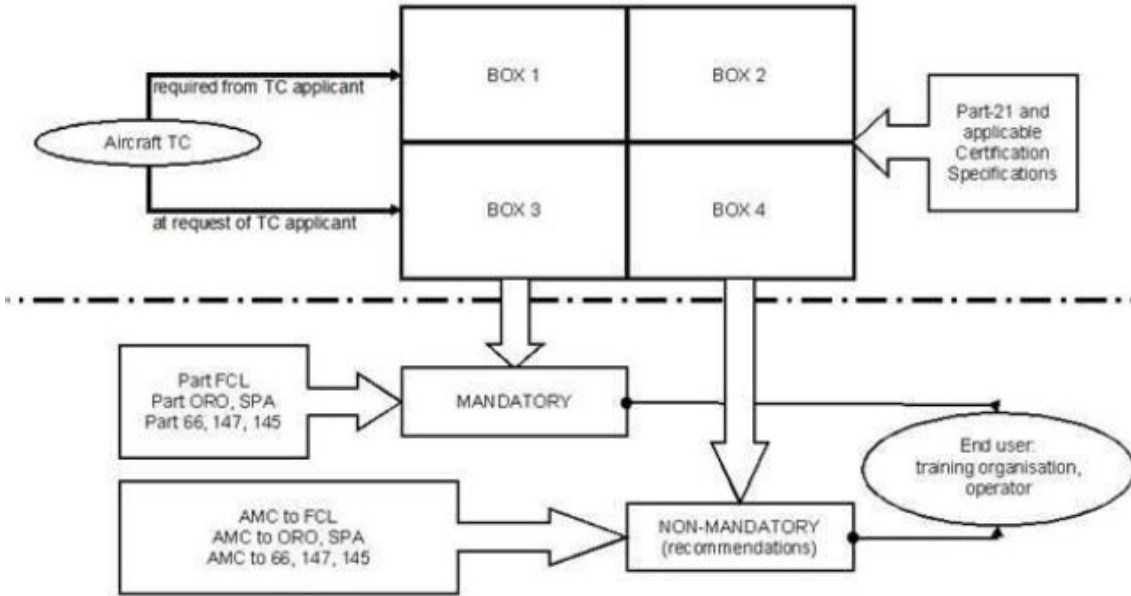 BOX 1
BOX 2
required from TC applicant
Aircraft TC
Part-21 and
applicable
Certification
Specifications
at request of TC applicant
BOX 3
BOX 4
Part FCL
Part ORO, SPA
Part 66, 147, 145
MANDATORY
End user:
training organisation,
operator
AMC to FCL
AMC to ORO, SPA
AMC to 66, 147, 145
NON-MANDATORY
(recommendations)